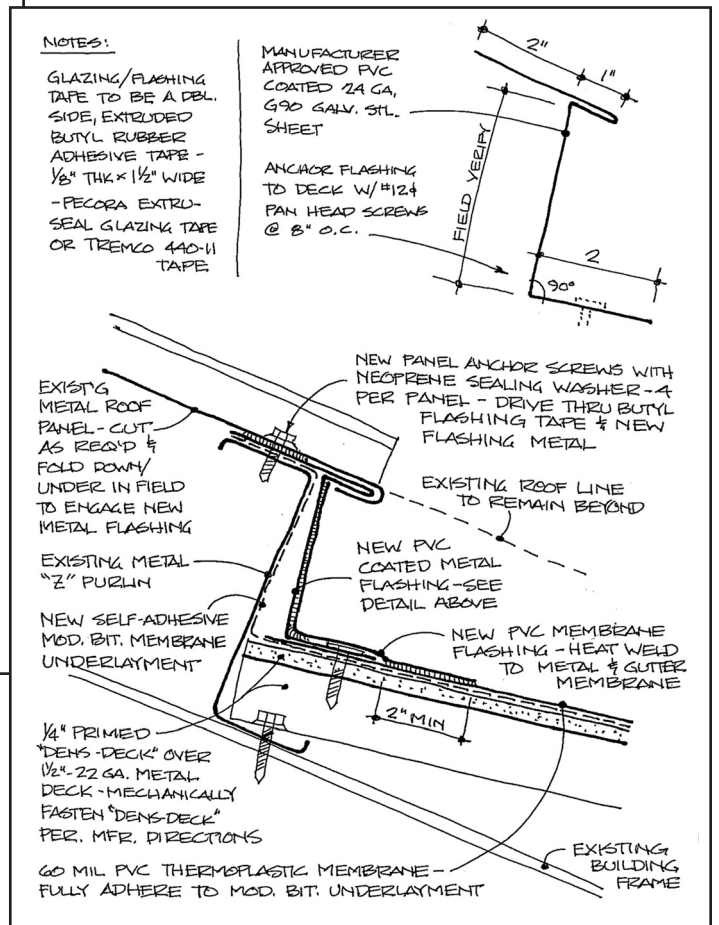 NOTES:
GLAZING/FLASHING
TAPE TO BE A DBL.
SIDE, EXTRUDED
BUTYL RUBBER
ADHESIVE TAPE -
1/8" THK × 1 1/2" WIDE
- PECORA EXTRU-
SEAL GLAZING TAPE
OR TREMCO 440-11
TAPE
MANUFACTURER
APPROVED PVC
COATED 24 GA,
G90 GALV. STL.
SHEET
ANCHOR FLASHING
TO DECK W/ #12∅
PAN HEAD SCREWS
@ 8" O.C.
2"
1"
FIELD VERIFY
2
90°
NEW PANEL ANCHOR SCREWS WITH
NEOPRENE SEALING WASHER - 4
PER PANEL - DRIVE THRU BUTYL
FLASHING TAPE & NEW
FLASHING METAL
EXIST'G
METAL ROOF
PANEL - CUT
AS REQ'D &
FOLD DOWN/
UNDER IN FIELD
TO ENGAGE NEW
METAL FLASHING
EXISTING ROOF LINE
TO REMAIN BEYOND
EXISTING METAL
"Z" PURLIN
NEW PVC
COATED METAL
FLASHING - SEE
DETAIL ABOVE
NEW SELF-ADHESIVE
MOD. BIT. MEMBRANE
UNDERLAYMENT
NEW PVC MEMBRANE
FLASHING - HEAT WELD
TO METAL & GUTTER
MEMBRANE
2" MIN
1/4" PRIMED
"DENS-DECK" OVER
1 1/2" - 22 GA. METAL
DECK - MECHANICALLY
FASTEN "DENS-DECK"
PER. MFR. DIRECTIONS
EXISTING
BUILDING
FRAME
60 MIL PVC THERMOPLASTIC MEMBRANE -
FULLY ADHERE TO MOD. BIT. UNDERLAYMENT